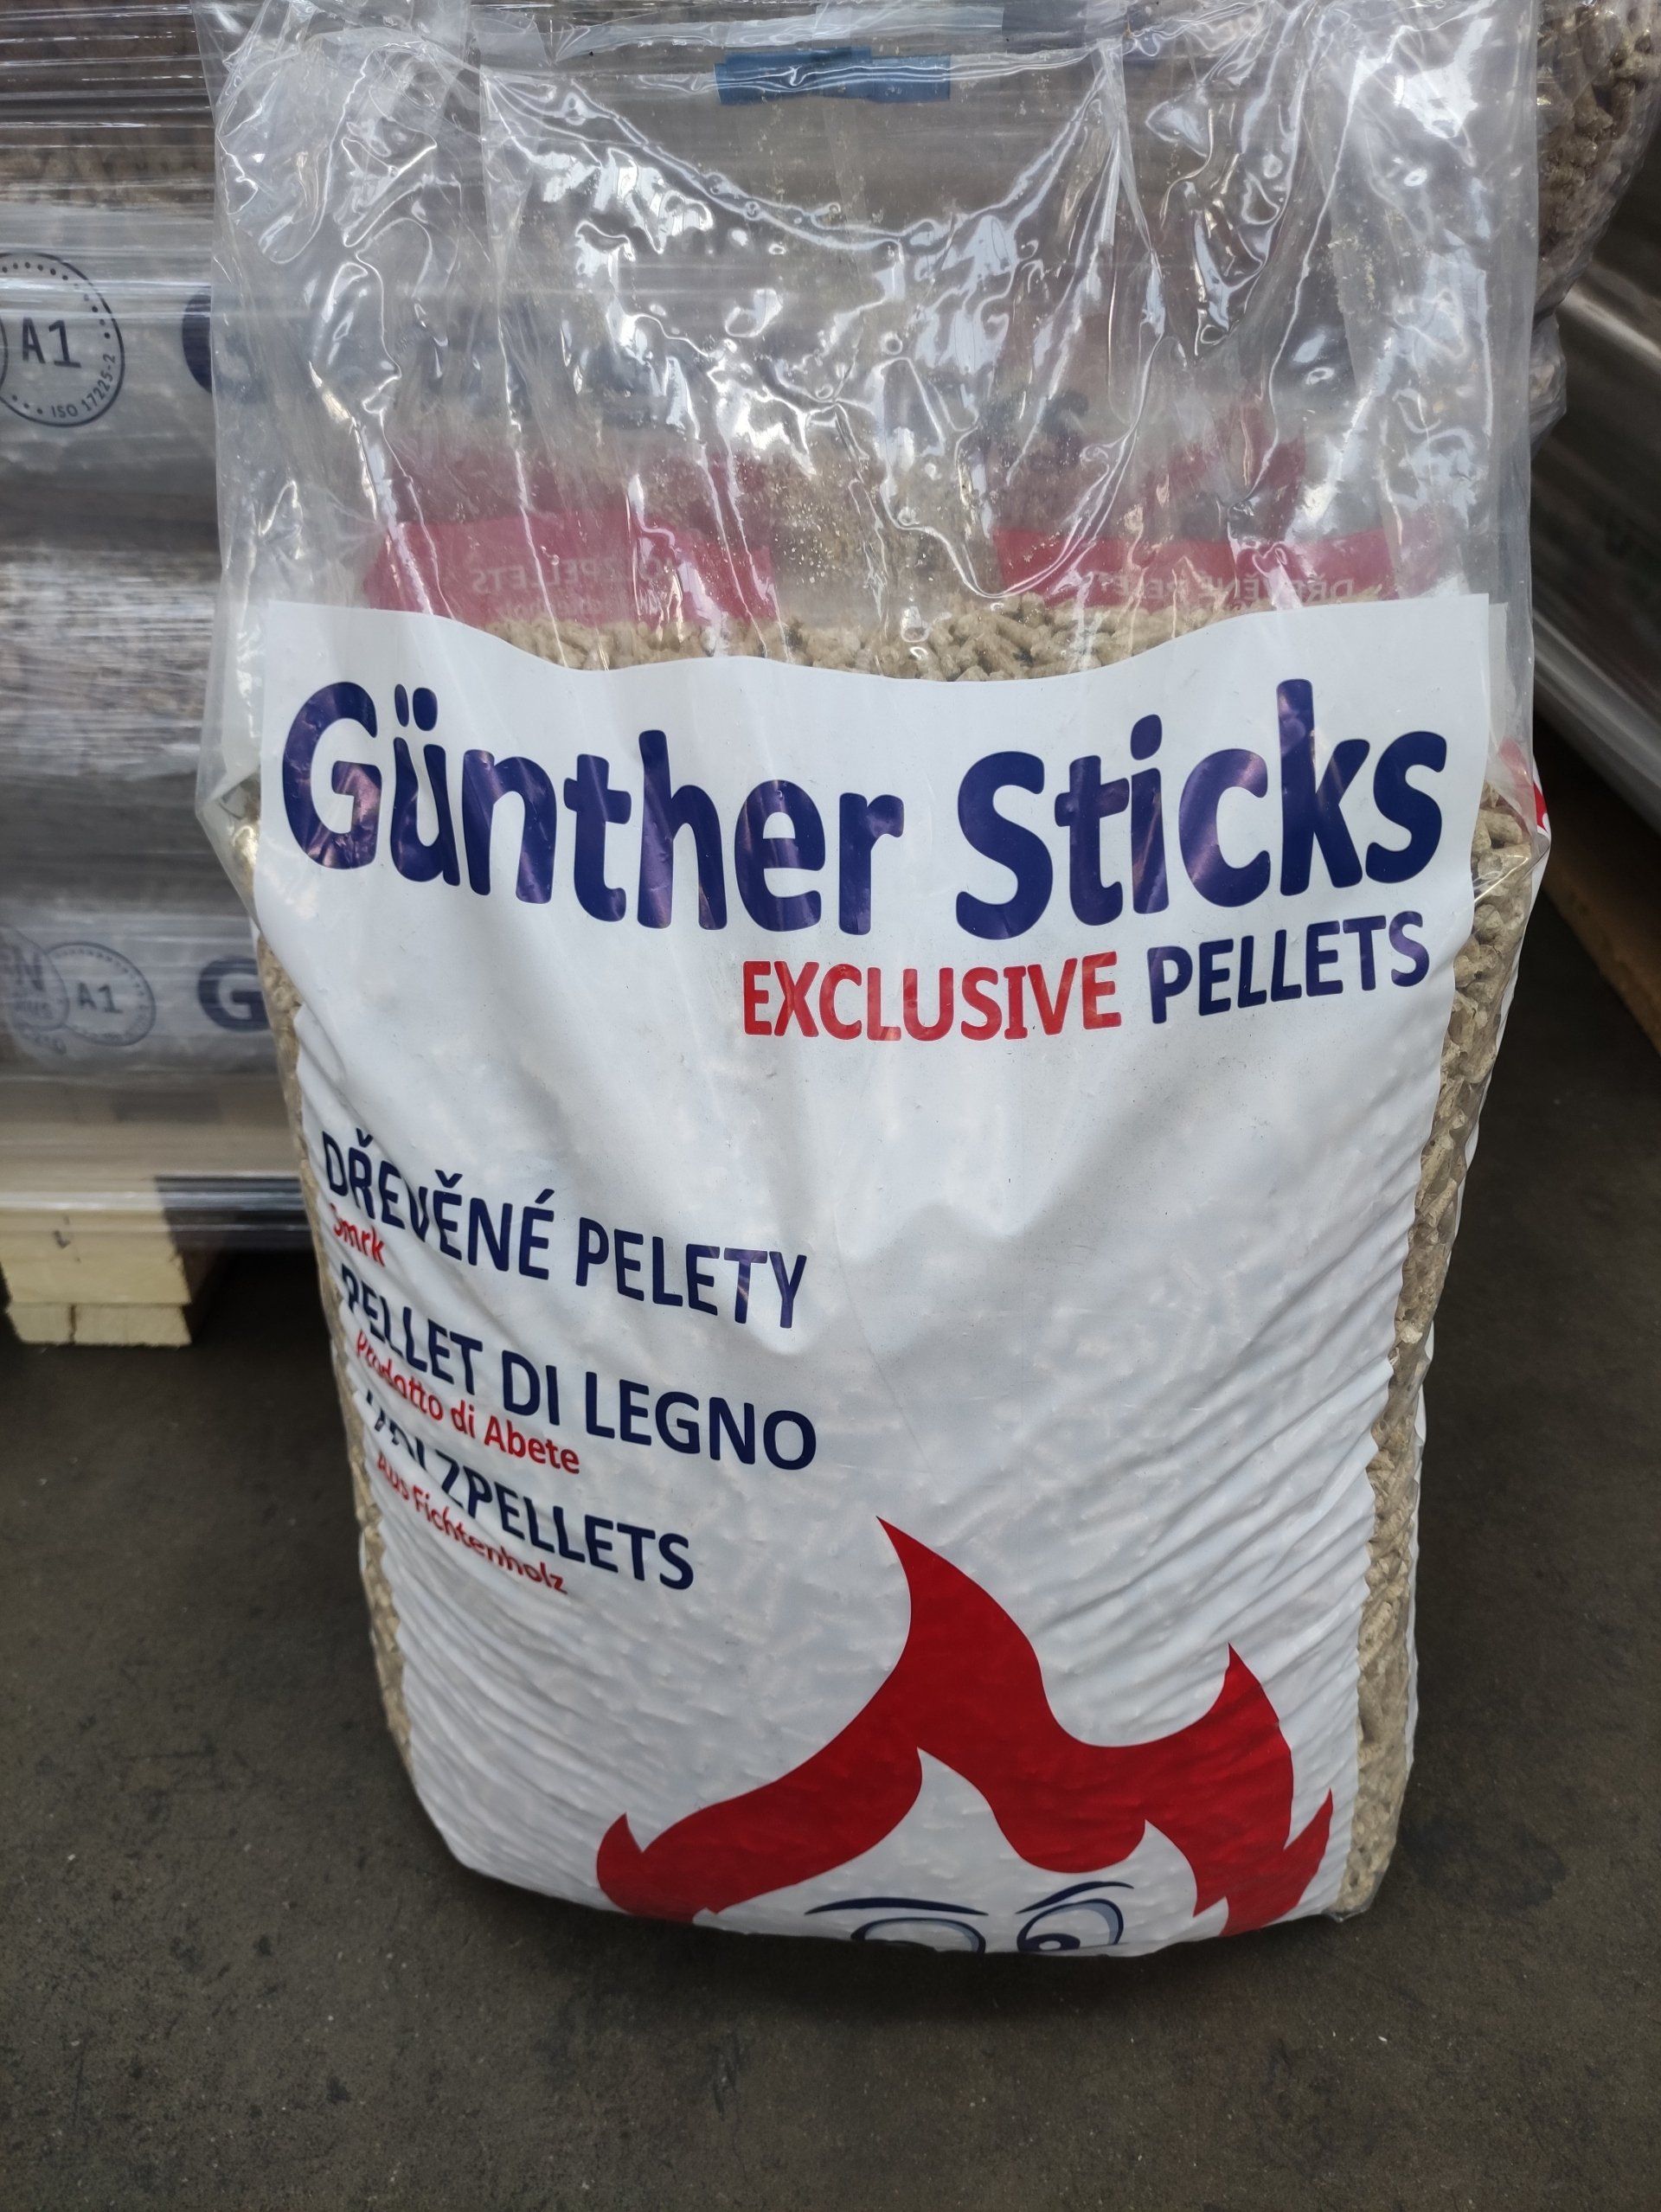 Günther Sticks
EXCLUSIVE PELLETS
DŘEVĚNÉ PELETY
Smrk
PELLET DI LEGNO
Prodotto di Abete
HOLZPELLETS
Aus Fichtenholz
A1
ISO 17225-2
A1
G